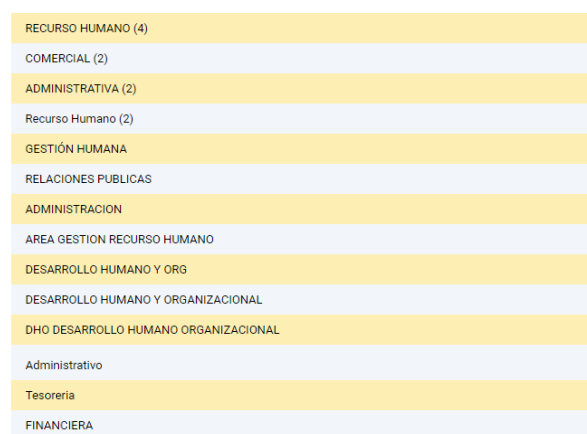 RECURSO HUMANO (4)
COMERCIAL (2)
ADMINISTRATIVA (2)
Recurso Humano (2)
GESTIÓN HUMANA
RELACIONES PUBLICAS
ADMINISTRACION
AREA GESTION RECURSO HUMANO
DESARROLLO HUMANO Y ORG
DESARROLLO HUMANO Y ORGANIZACIONAL
DHO DESARROLLO HUMANO ORGANIZACIONAL
Administrativo
Tesoreria
FINANCIERA